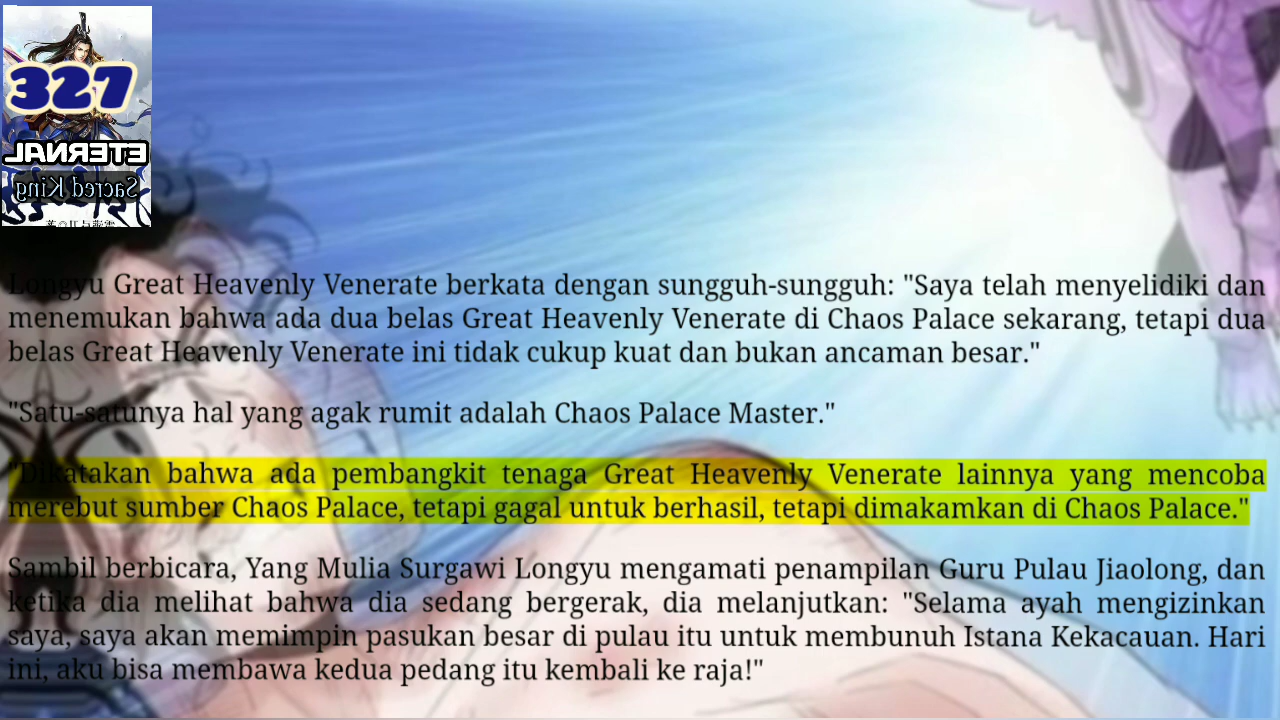 327
ETERNAL
Sacred King
Longyu Great Heavenly Venerate berkata dengan sungguh-sungguh: "Saya telah menyelidiki dan
menemukan bahwa ada dua belas Great Heavenly Venerate di Chaos Palace sekarang, tetapi dua
belas Great Heavenly Venerate ini tidak cukup kuat dan bukan ancaman besar."
"Satu-satunya hal yang agak rumit adalah Chaos Palace Master."
"Dikatakan bahwa ada pembangkit tenaga Great Heavenly Venerate lainnya yang mencoba
merebut sumber Chaos Palace, tetapi gagal untuk berhasil, tetapi dimakamkan di Chaos Palace."
Sambil berbicara, Yang Mulia Surgawi Longyu mengamati penampilan Guru Pulau Jiaolong, dan
ketika dia melihat bahwa dia sedang bergerak, dia melanjutkan: "Selama ayah mengizinkan
saya, saya akan memimpin pasukan besar di pulau itu untuk membunuh Istana Kekacauan. Hari
ini, aku bisa membawa kedua pedang itu kembali ke raja!"